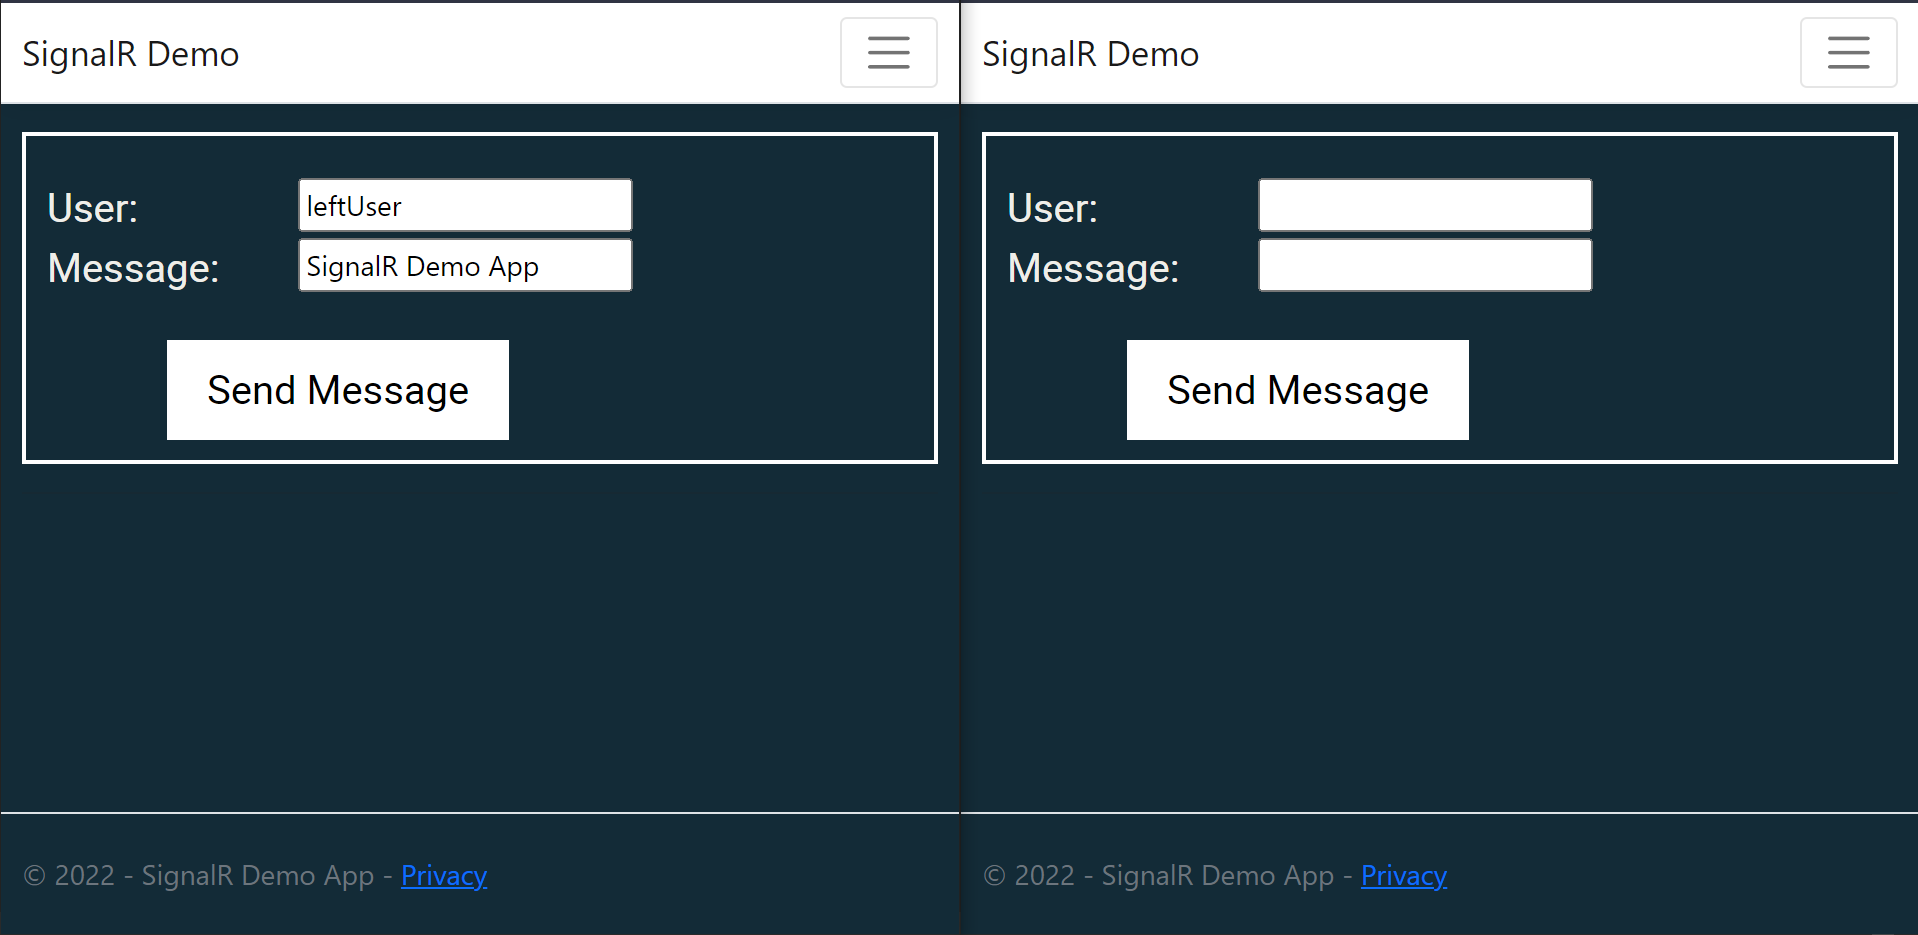 SignalR Demo
User: leftUser
Message: SignalR Demo App
Send Message
© 2022 - SignalR Demo App - Privacy
SignalR Demo
User:
Message:
Send Message
© 2022 - SignalR Demo App - Privacy